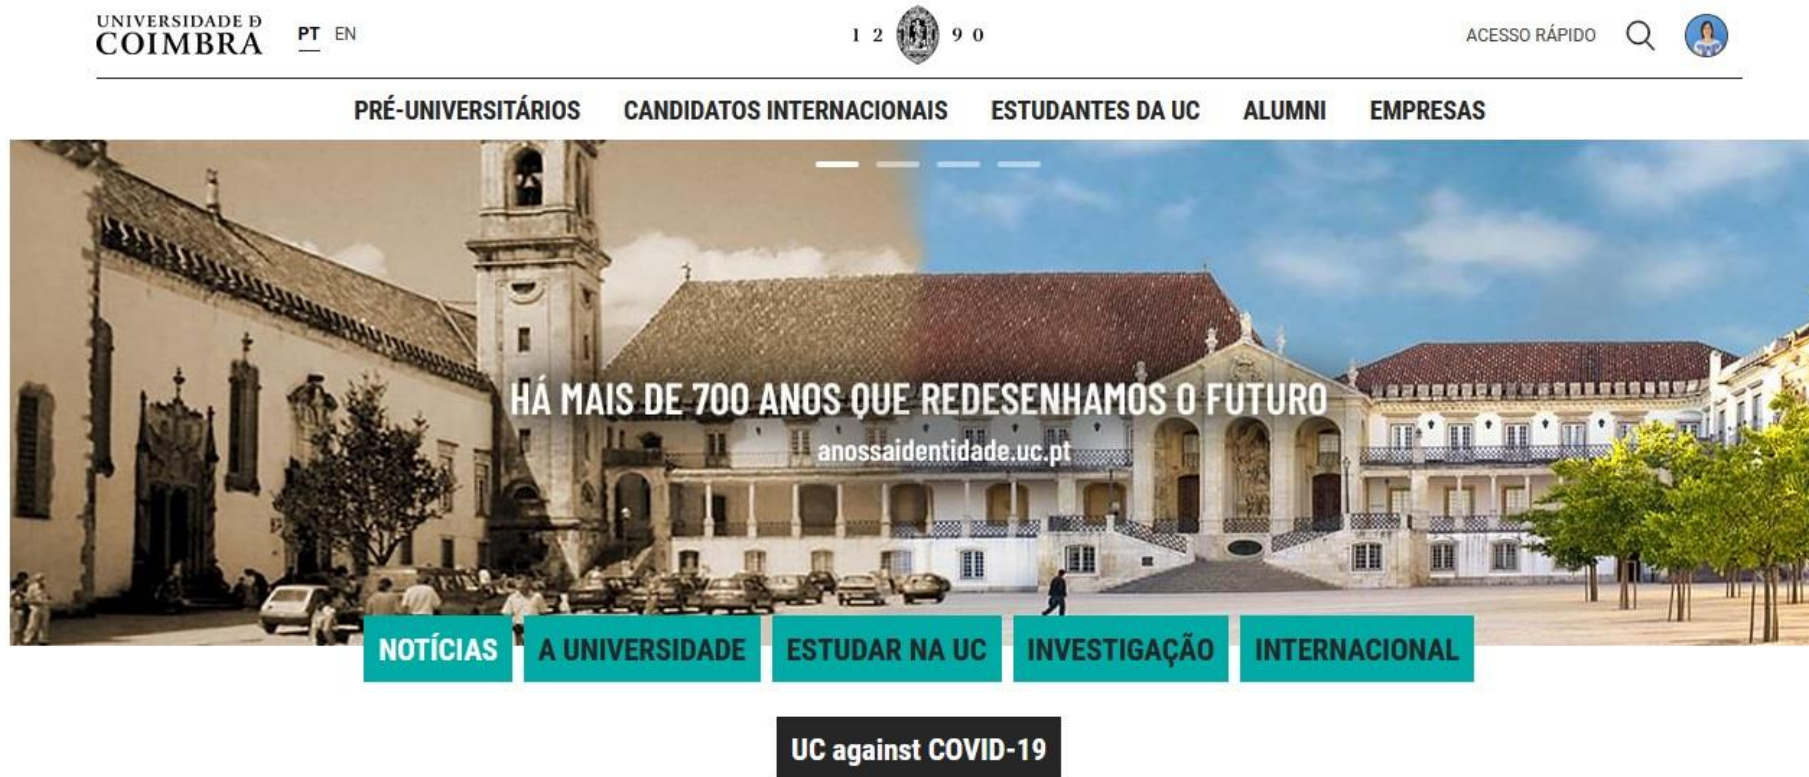 UNIVERSIDADE Ð
COIMBRA
PT EN
1 2 9 0
ACESSO RÁPIDO
PRÉ-UNIVERSITÁRIOS CANDIDATOS INTERNACIONAIS ESTUDANTES DA UC ALUMNI EMPRESAS
HÁ MAIS DE 700 ANOS QUE REDESENHAMOS O FUTURO
anossaidentidade.uc.pt
NOTÍCIAS A UNIVERSIDADE ESTUDAR NA UC INVESTIGAÇÃO INTERNACIONAL
UC against COVID-19